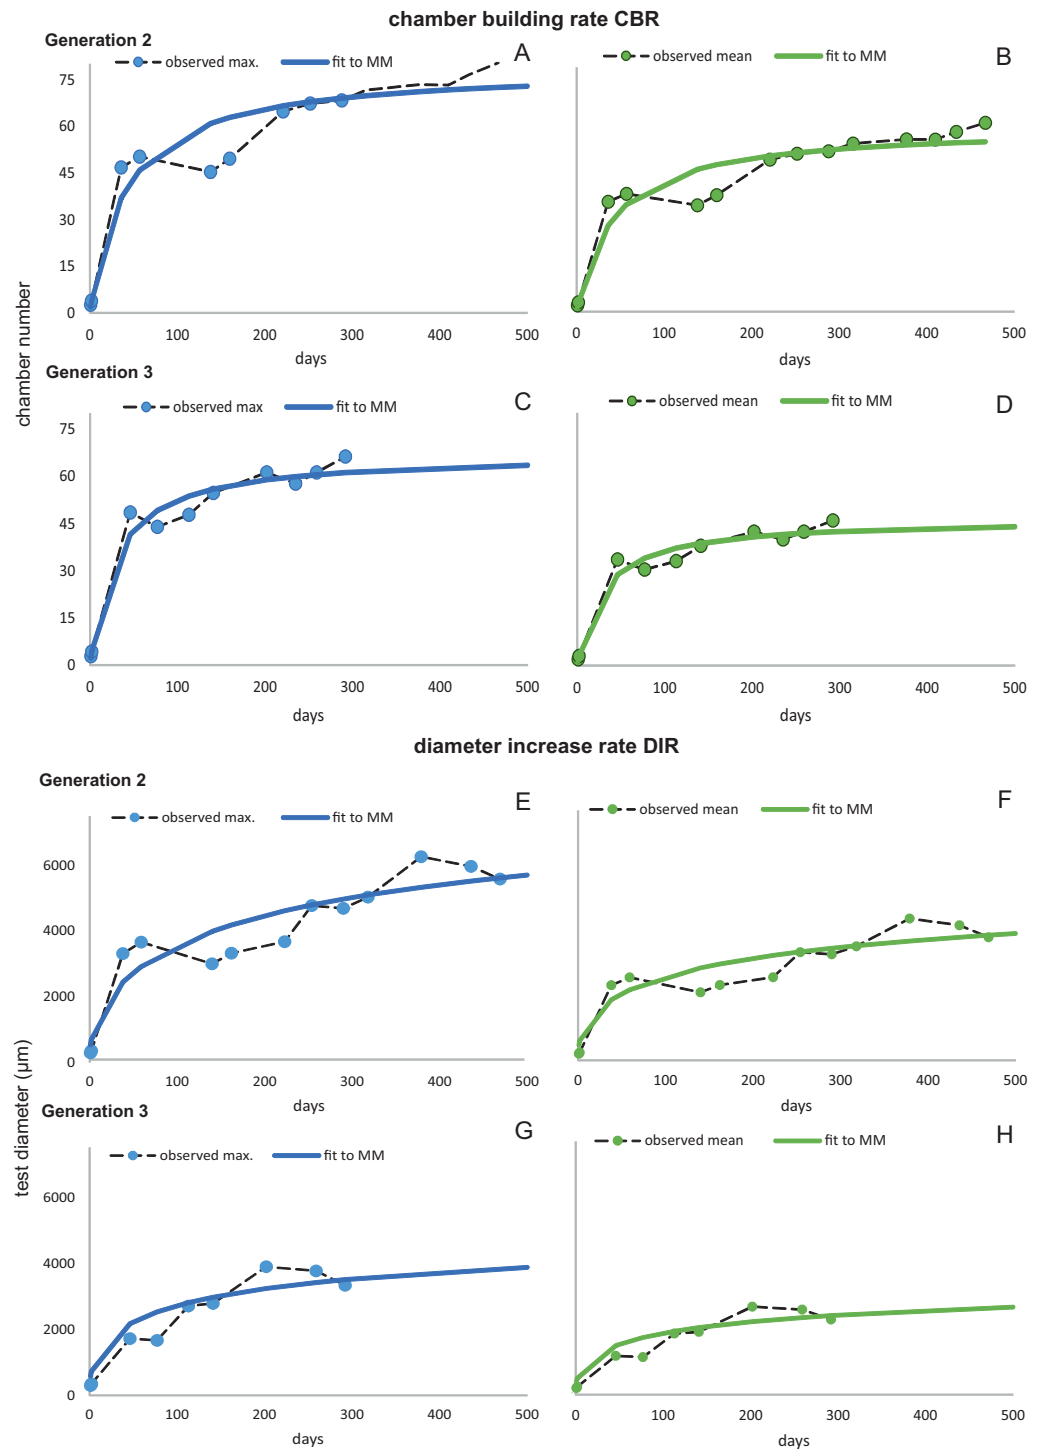 chamber building rate CBR
Generation 2
observed max.
fit to MM
A
observed mean
fit to MM
B
75
60
45
30
15
0
0 100 200 300 400 500
days
0 100 200 300 400 500
days
chamber number
Generation 3
observed max
fit to MM
C
observed mean
fit to MM
D
75
60
45
30
15
0
0 100 200 300 400 500
days
0 100 200 300 400 500
days
diameter increase rate DIR
Generation 2
observed max.
fit to MM
E
observed mean
fit to MM
F
6000
4000
2000
0
0 100 200 300 400 500
days
0 100 200 300 400 500
days
test diameter (µm)
Generation 3
observed max.
fit to MM
G
observed mean
fit to MM
H
6000
4000
2000
0
0 100 200 300 400 500
days
0 100 200 300 400 500
days